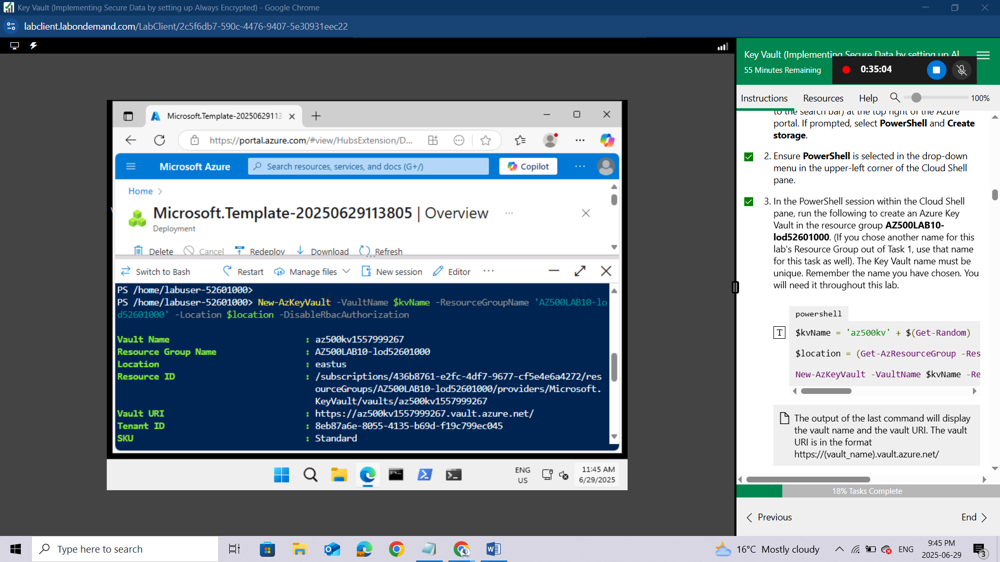 Key Vault (Implementing Secure Data by setting up Always Encrypted) - Google Chrome
labclient.labondemand.com/LabClient/2c5f6db7-590c-4476-9407-5e30931eec22
Microsoft.Template-20250629113
https://portal.azure.com/#view/HubsExtension/D...
Microsoft Azure
Search resources, services, and docs (G+/)
Copilot
Home
Microsoft.Template-20250629113805 | Overview
Deployment
Delete
Cancel
Redeploy
Download
Refresh
Switch to Bash
Restart
Manage files
New session
Editor
PS /home/labuser-52601000>
PS /home/labuser-52601000> New-AzKeyVault -VaultName $kvName -ResourceGroupName 'AZ500LAB10-lo
d52601000' -Location $location -DisableRbacAuthorization
Vault Name : az500kv1557999267
Resource Group Name : AZ500LAB10-lod52601000
Location : eastus
Resource ID : /subscriptions/436b8761-e2fc-4df7-9677-cf5e4e6a4272/res
ourceGroups/AZ500LAB10-lod52601000/providers/Microsoft.
KeyVault/vaults/az500kv1557999267
Vault URI : https://az500kv1557999267.vault.azure.net/
Tenant ID : 8eb87a6e-8055-4135-b69d-f19c799ec045
SKU : Standard
ENG
US
11:45 AM
6/29/2025
Key Vault (Implementing Secure Data by setting up Al
55 Minutes Remaining
0:35:04
Instructions
Resources
Help
100%
to the search bar) at the top right of the Azure
portal. If prompted, select PowerShell and Create
storage.
2. Ensure PowerShell is selected in the drop-down
menu in the upper-left corner of the Cloud Shell
pane.
3. In the PowerShell session within the Cloud Shell
pane, run the following to create an Azure Key
Vault in the resource group AZ500LAB10-
lod52601000. (If you chose another name for this
lab's Resource Group out of Task 1, use that name
for this task as well). The Key Vault name must be
unique. Remember the name you have chosen. You
will need it throughout this lab.
powershell
T
$kvName = 'az500kv' + $(Get-Random)
$location = (Get-AzResourceGroup -Res
New-AzKeyVault -VaultName $kvName -Re
The output of the last command will display
the vault name and the vault URI. The vault
URI is in the format
https://(vault_name).vault.azure.net/
18% Tasks Complete
Previous
End
Type here to search
16°C Mostly cloudy
ENG
9:45 PM
2025-06-29
3